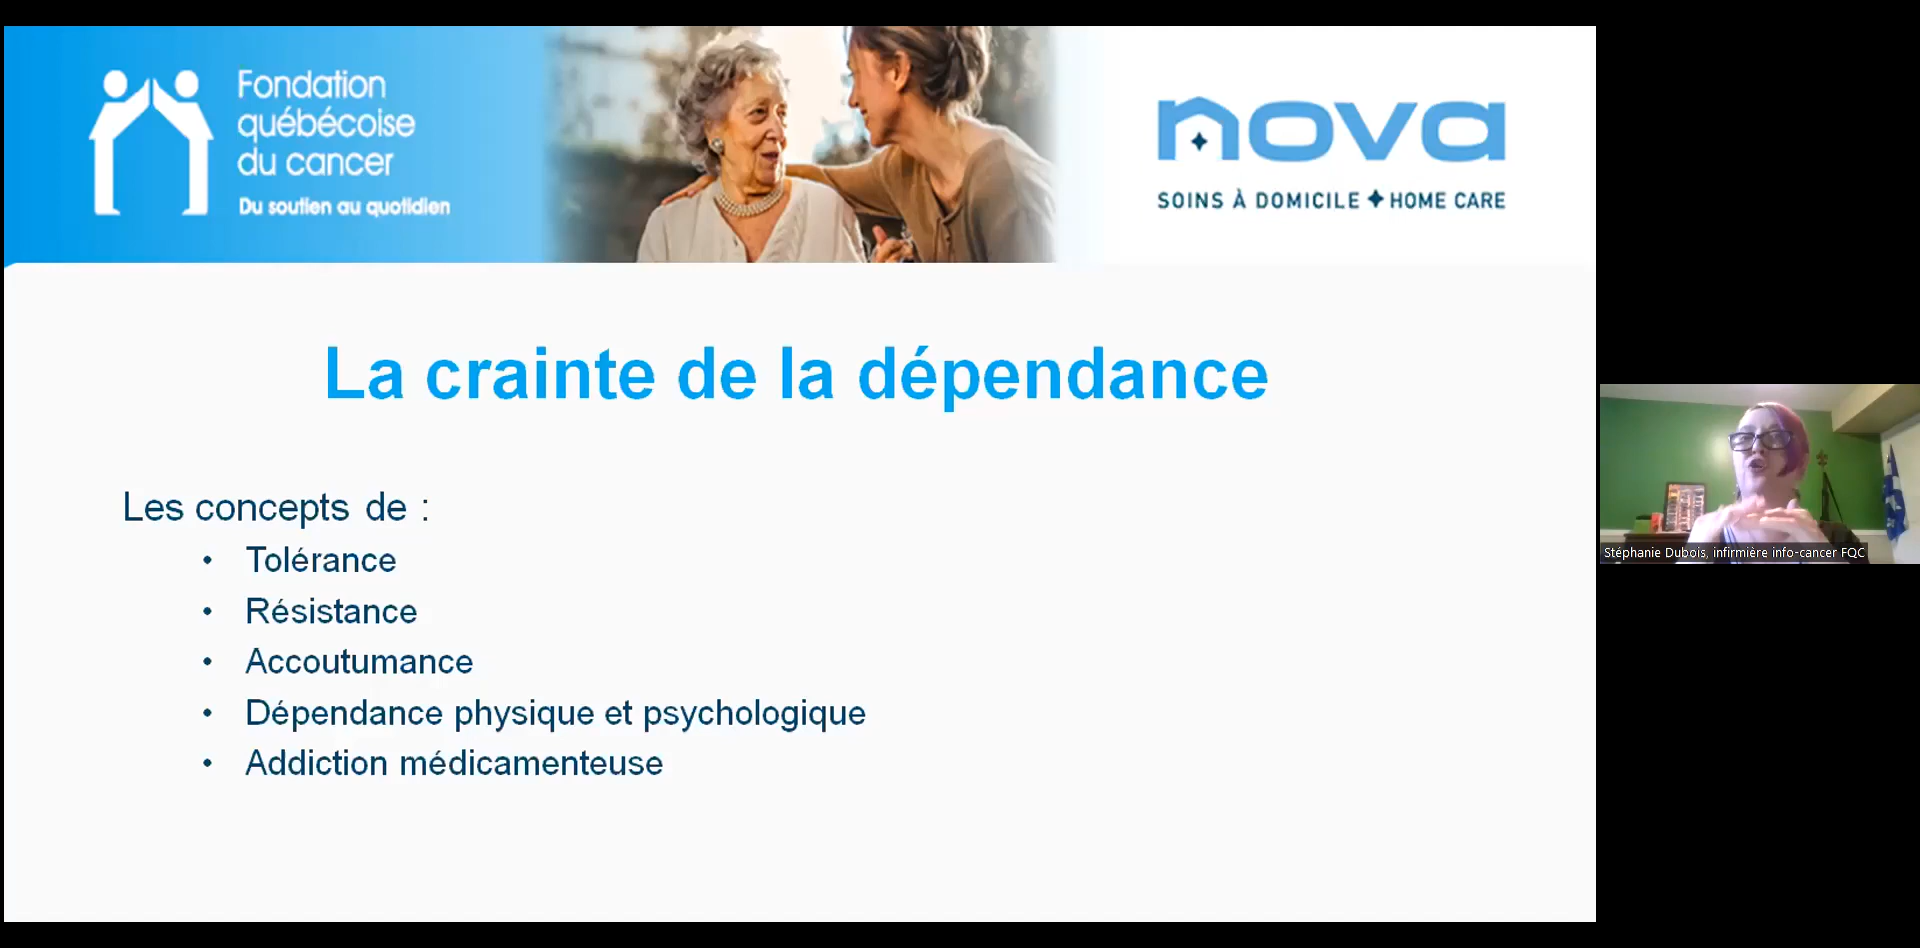 Fondation
québécoise
du cancer
Du soutien au quotidien
nova
SOINS À DOMICILE ✦ HOME CARE
La crainte de la dépendance
Les concepts de :
• Tolérance
• Résistance
• Accoutumance
• Dépendance physique et psychologique
• Addiction médicamenteuse
Stéphanie Dubois, infirmière info-cancer FQC